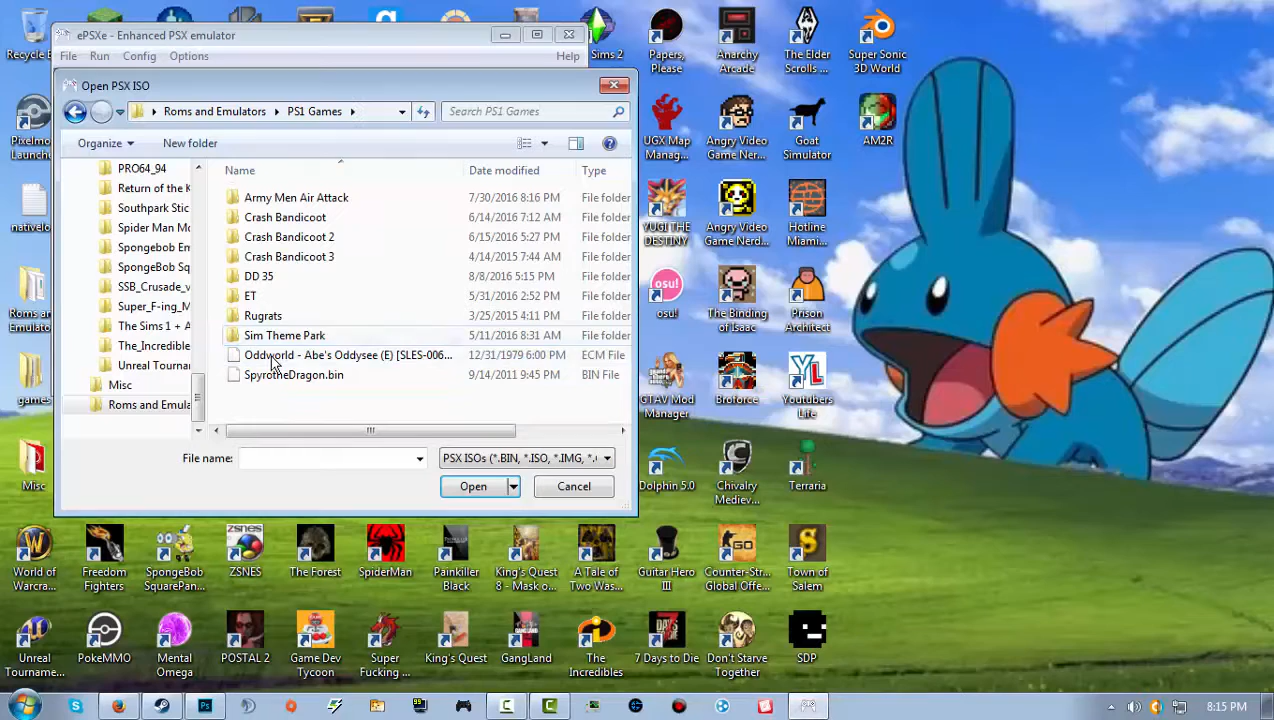 Recycle B
Sims 2
Papers, Please
Anarchy Arcade
The Elder Scrolls ...
Super Sonic 3D World
ePSXe - Enhanced PSX emulator
File Run Config Options Help
Open PSX ISO
Roms and Emulators PS1 Games Search PS1 Games
Organize New folder
Name Date modified Type
PRO64_94
Return of the K
Southpark Stic
Spider Man Mo
Spongebob Em
SpongeBob Sq
SSB_Crusade_v
Super_F-ing_M
The Sims 1 + A
The_Incredible
Unreal Tournar
Misc
Roms and Emula
Army Men Air Attack 7/30/2016 8:16 PM File folder
Crash Bandicoot 6/14/2016 7:12 AM File folder
Crash Bandicoot 2 6/15/2016 5:27 PM File folder
Crash Bandicoot 3 4/14/2015 7:44 AM File folder
DD 35 8/8/2016 5:15 PM File folder
ET 5/31/2016 2:52 PM File folder
Rugrats 3/25/2015 4:11 PM File folder
Sim Theme Park 5/11/2016 8:31 AM File folder
Oddworld - Abe's Oddysee (E) [SLES-006... 12/31/1979 6:00 PM ECM File
SpyrotheDragon.bin 9/14/2011 9:45 PM BIN File
File name: PSX ISOs (*.BIN, *.ISO, *.IMG, *.
Open Cancel
Pixelmo
Launche
nativelo
Roms an
Emulato
games
Misc
UGX Map Manag...
Angry Video Game Ner...
Goat Simulator
AM2R
YUGI THE DESTINY
Angry Video Game Nerd...
Hotline Miami...
osu!
osu!
The Binding of Isaac
Prison Architect
GTAV Mod Manager
Broforce
YL
Youtubers Life
Dolphin 5.0
Chivalry Mediev...
Terraria
World of Warcra...
Freedom Fighters
SpongeBob SquarePan...
ZSNES
The Forest
SpiderMan
Painkiller Black
King's Quest 8 - Mask o...
A Tale of Two Was...
Guitar Hero III
GO
Counter-Str... Global Offe...
Town of Salem
Unreal Tourname...
PokeMMO
Mental Omega
POSTAL 2
Game Dev Tycoon
Super Fucking ...
King's Quest
GANGLAND
GangLand
The Incredibles
7 DAYS
7 Days to Die
Don't Starve Together
SDP
8:15 PM